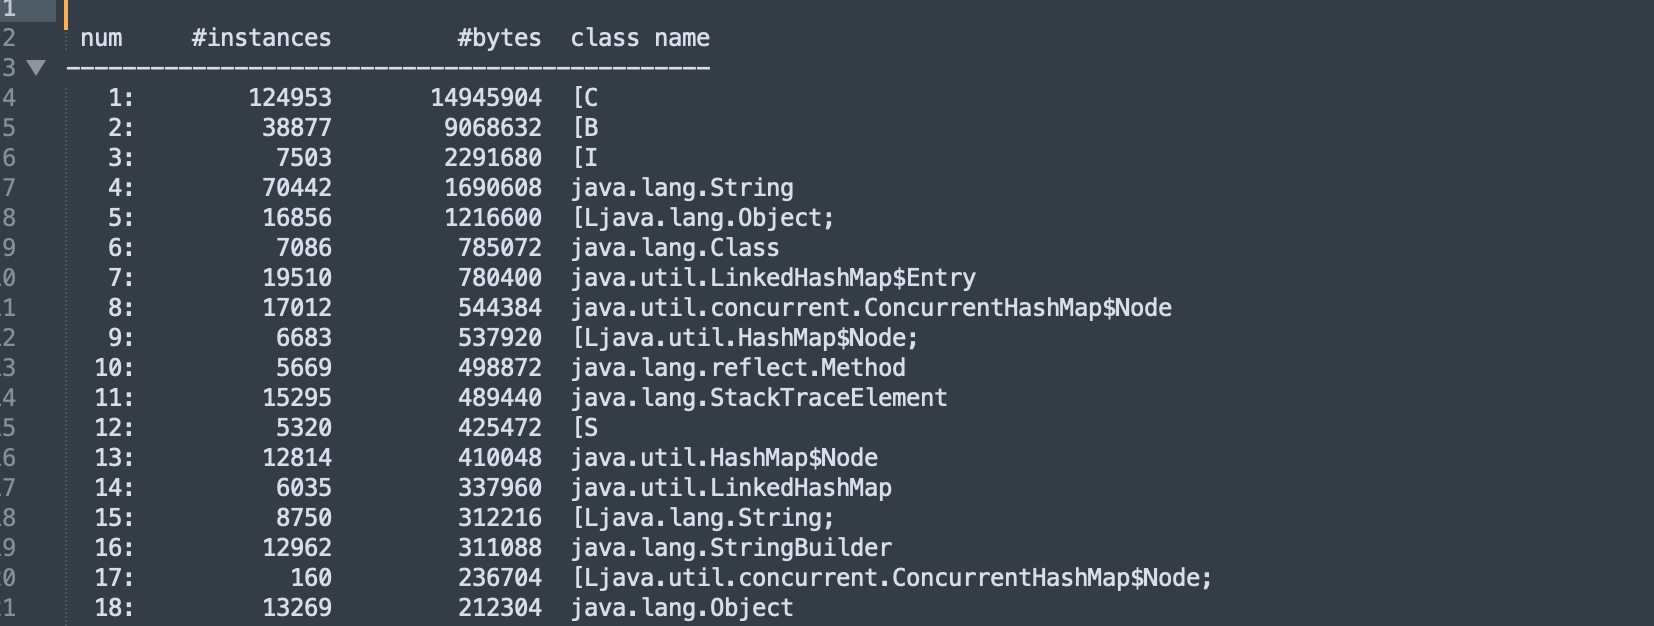 1
2 num #instances #bytes class name
3 ----------------------------------------------
4 1: 124953 14945904 [C
5 2: 38877 9068632 [B
6 3: 7503 2291680 [I
7 4: 70442 1690608 java.lang.String
8 5: 16856 1216600 [Ljava.lang.Object;
9 6: 7086 785072 java.lang.Class
0 7: 19510 780400 java.util.LinkedHashMap$Entry
1 8: 17012 544384 java.util.concurrent.ConcurrentHashMap$Node
2 9: 6683 537920 [Ljava.util.HashMap$Node;
3 10: 5669 498872 java.lang.reflect.Method
4 11: 15295 489440 java.lang.StackTraceElement
5 12: 5320 425472 [S
6 13: 12814 410048 java.util.HashMap$Node
7 14: 6035 337960 java.util.LinkedHashMap
8 15: 8750 312216 [Ljava.lang.String;
9 16: 12962 311088 java.lang.StringBuilder
0 17: 160 236704 [Ljava.util.concurrent.ConcurrentHashMap$Node;
1 18: 13269 212304 java.lang.Object